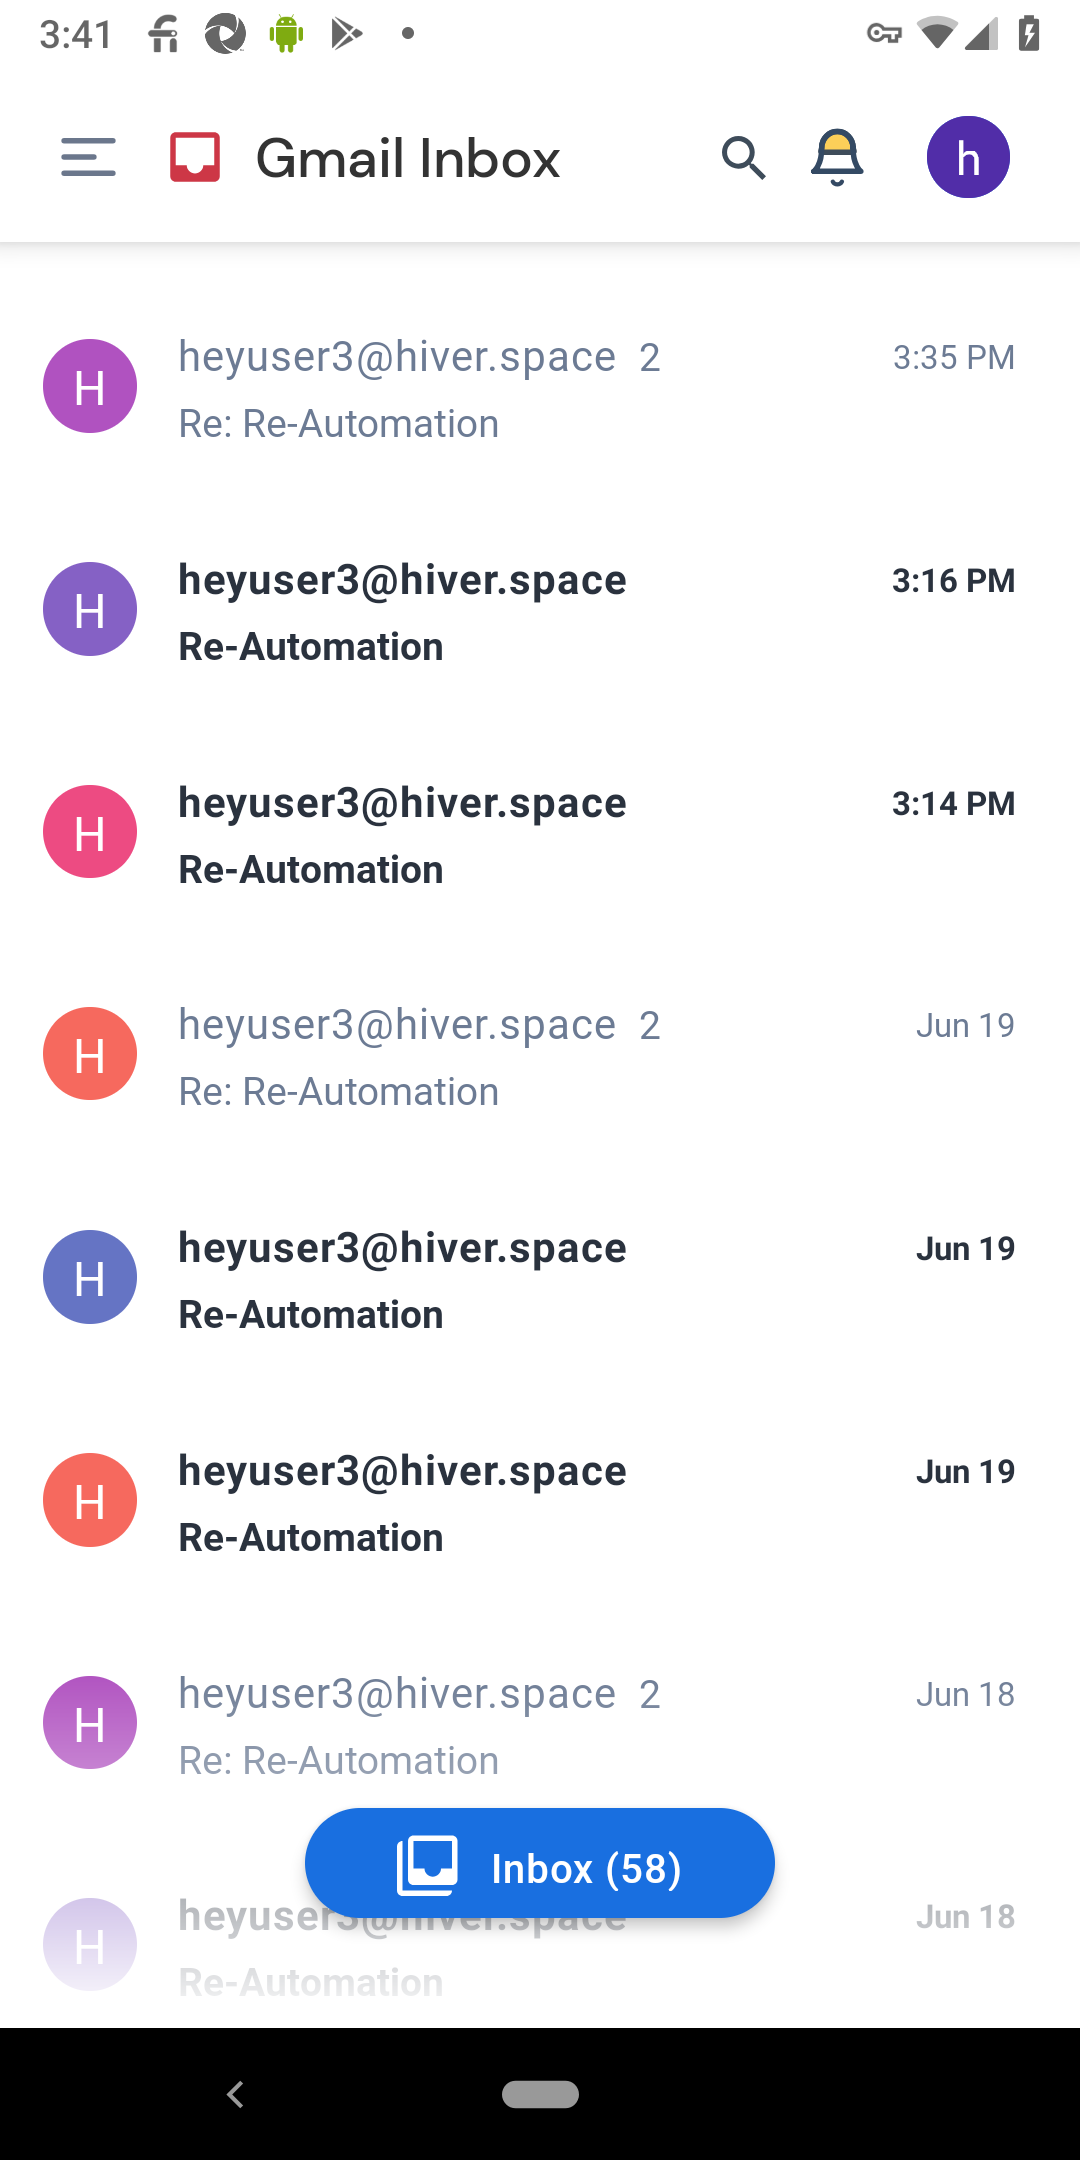 3:41
Gmail Inbox
h
H
heyuser3@hiver.space 2
3:35 PM
Re: Re-Automation
H
heyuser3@hiver.space
3:16 PM
Re-Automation
H
heyuser3@hiver.space
3:14 PM
Re-Automation
H
heyuser3@hiver.space 2
Jun 19
Re: Re-Automation
H
heyuser3@hiver.space
Jun 19
Re-Automation
H
heyuser3@hiver.space
Jun 19
Re-Automation
H
heyuser3@hiver.space 2
Jun 18
Re: Re-Automation
Inbox (58)
H
heyuser3@hiver.space
Jun 18
Re-Automation